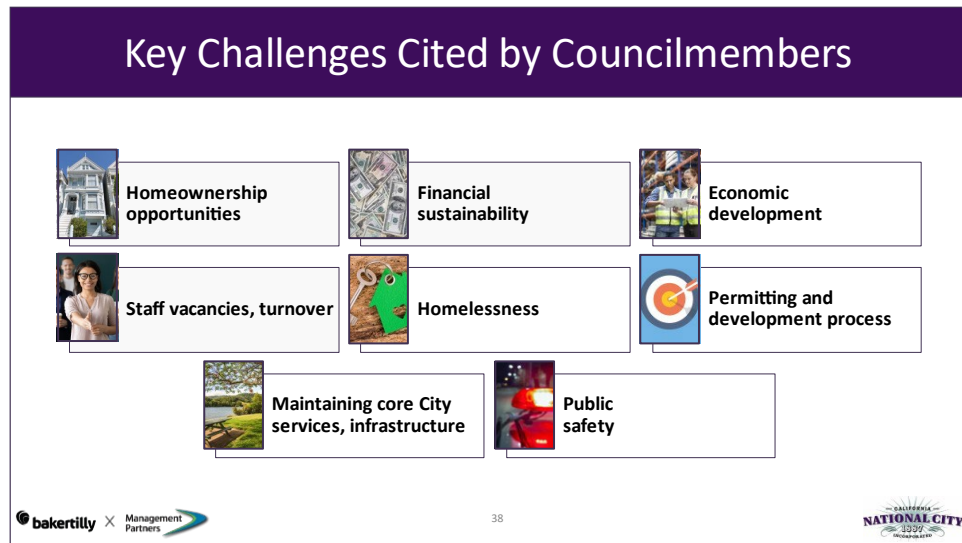 Key Challenges Cited by Councilmembers
Homeownership
opportunities
Financial
sustainability
Economic
development
Staff vacancies, turnover
Homelessness
Permitting and
development process
Maintaining core City
services, infrastructure
Public
safety
bakertilly X Management
Partners
38
CALIFORNIA
NATIONAL CITY
1887
INCORPORATED